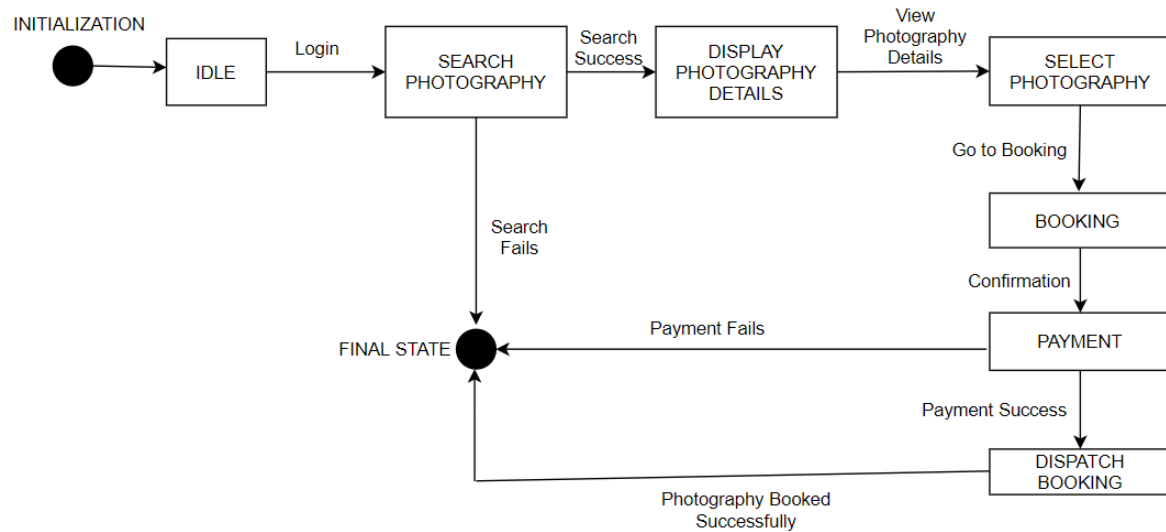 INITIALIZATION
IDLE
Login
SEARCH
PHOTOGRAPHY
Search
Success
DISPLAY
PHOTOGRAPHY
DETAILS
View
Photography
Details
SELECT
PHOTOGRAPHY
Go to Booking
BOOKING
Search
Fails
Confirmation
FINAL STATE
Payment Fails
PAYMENT
Payment Success
DISPATCH
BOOKING
Photography Booked
Successfully